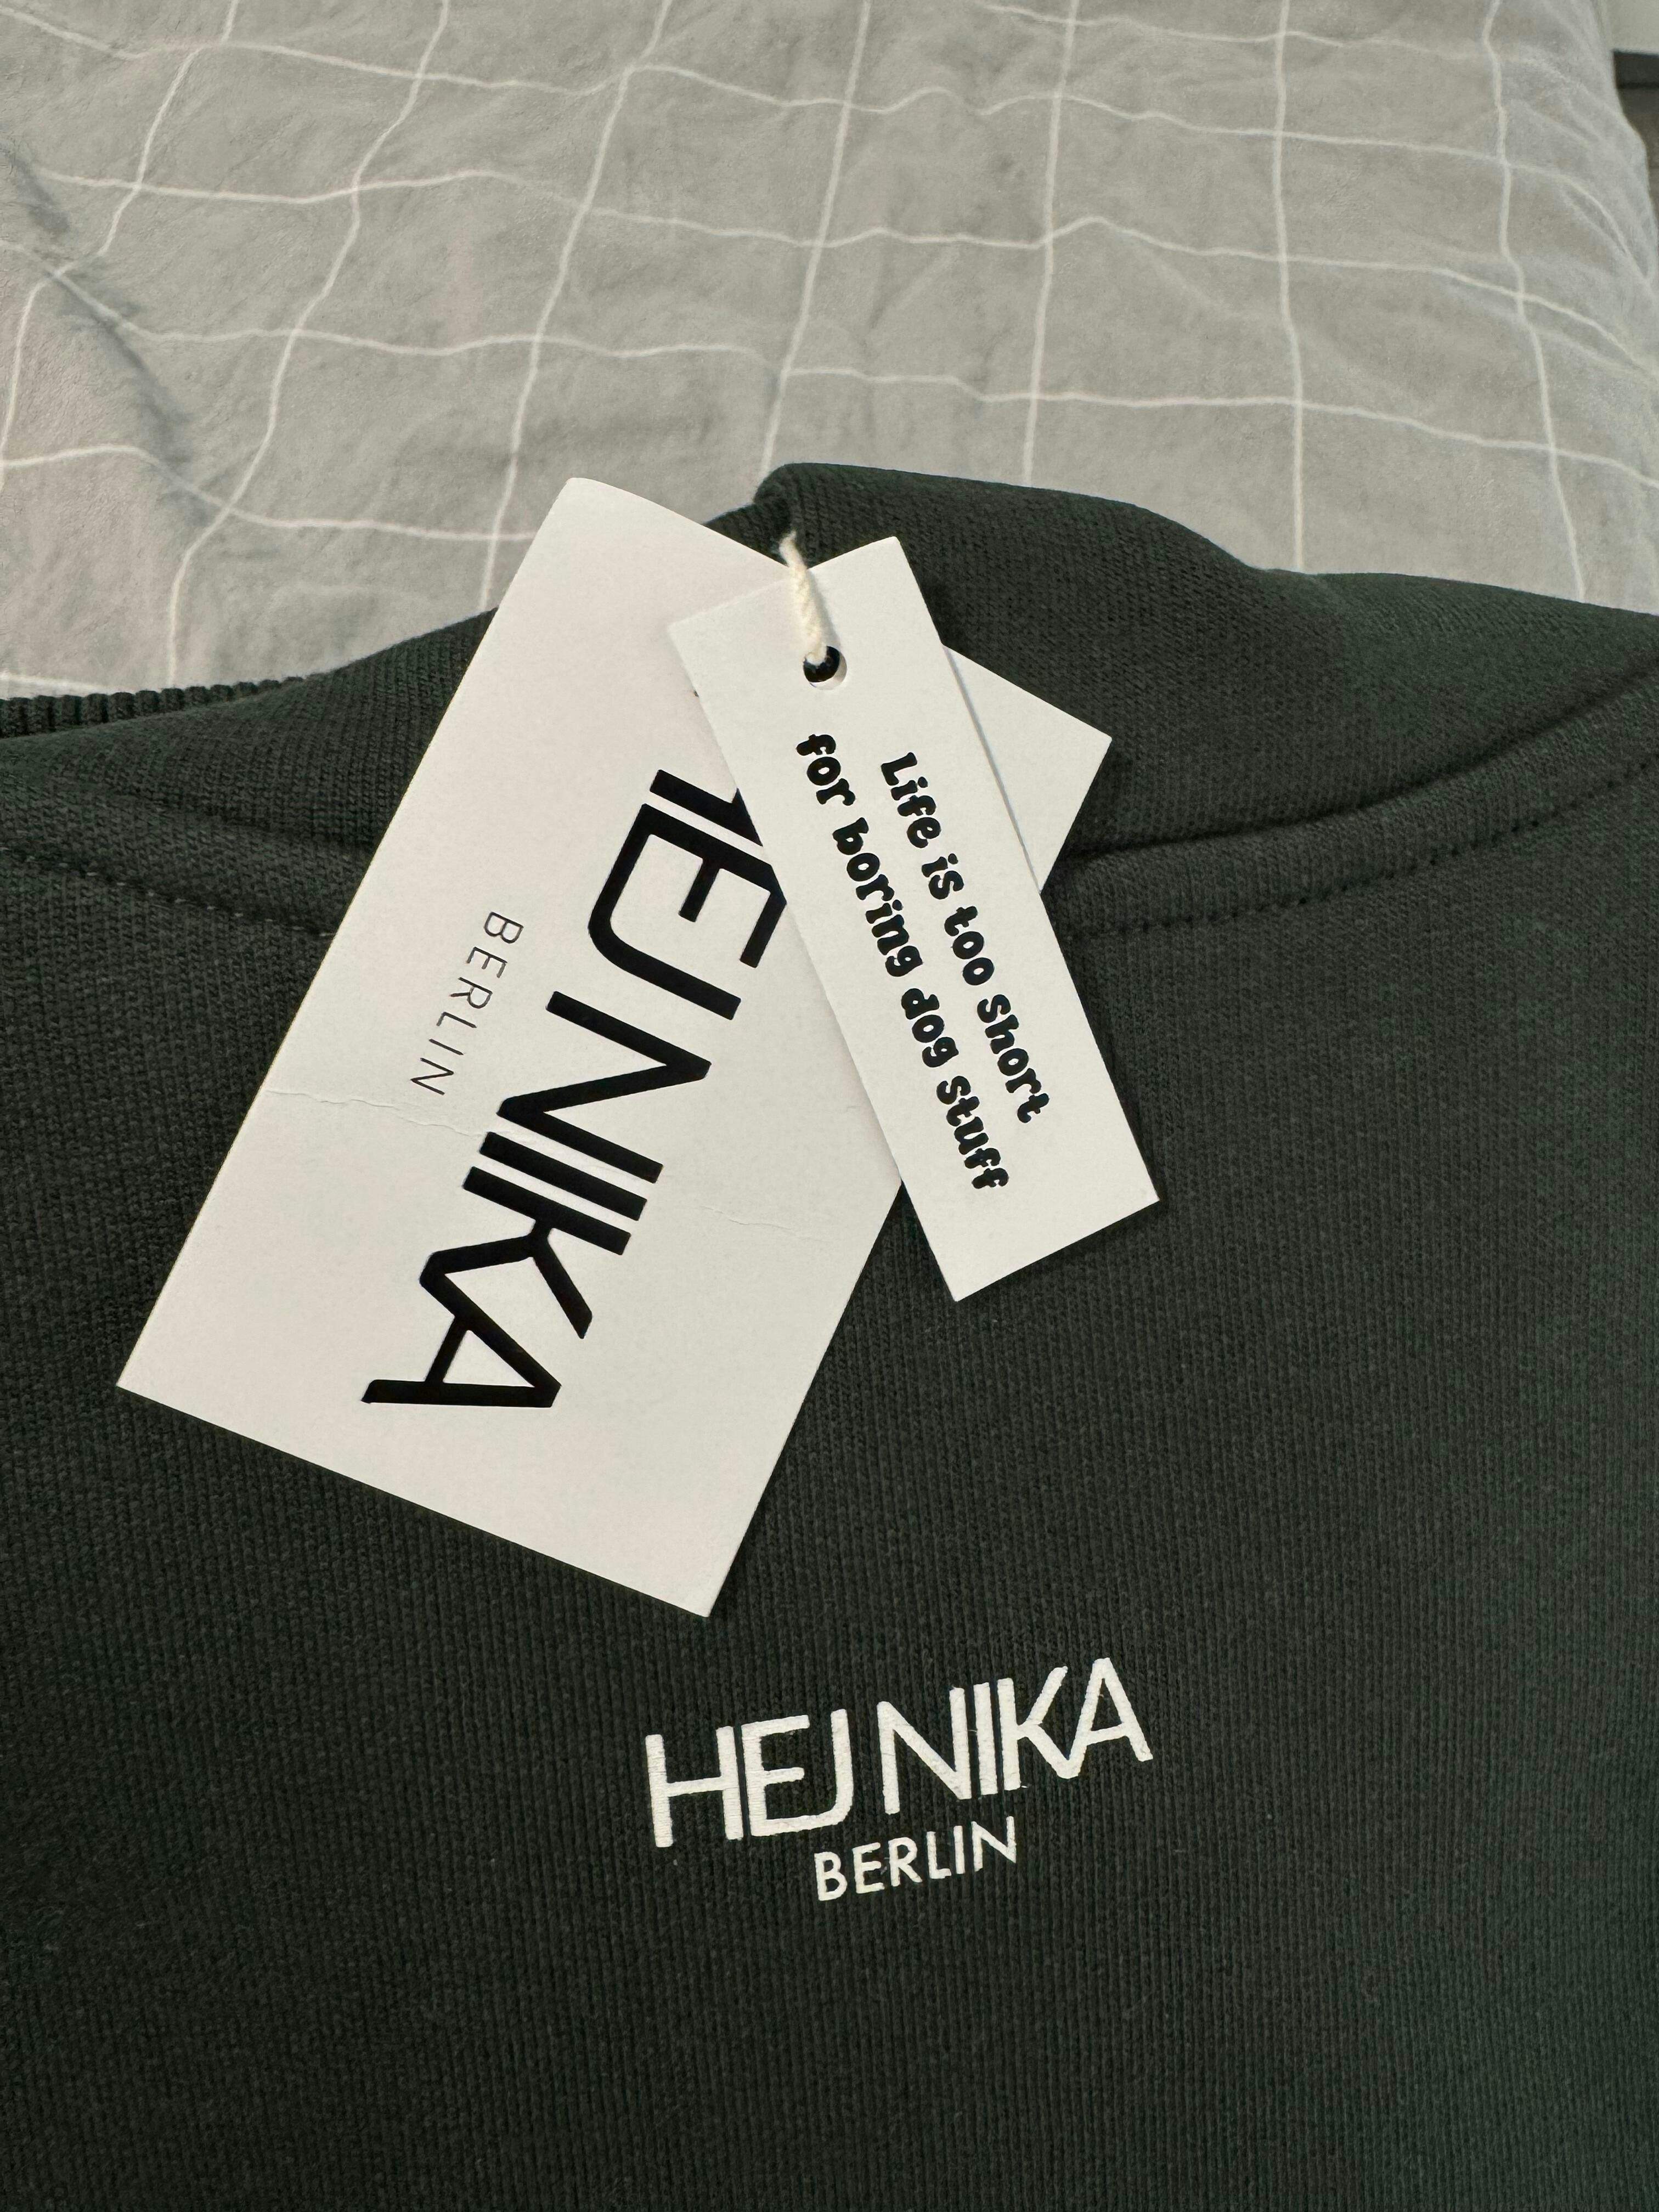 HEJ NIKA
BERLIN
Life is too short
for boring dog stuff
HEJ NIKA
BERLIN